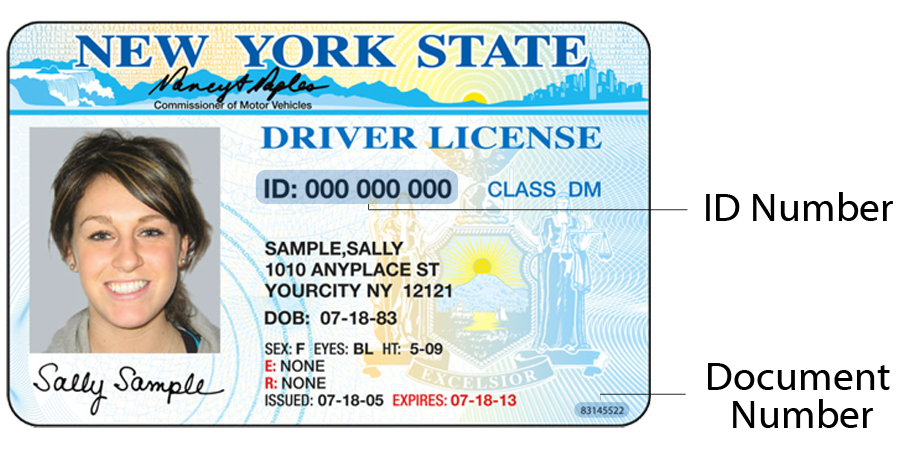 NEW YORK STATE
Nancy A Naples
Commissioner of Motor Vehicles
DRIVER LICENSE
ID: 000 000 000
CLASS DM
ID Number
SAMPLE,SALLY
1010 ANYPLACE ST
YOURCITY NY 12121
DOB: 07-18-83
SEX: F EYES: BL HT: 5-09
E: NONE
R: NONE
ISSUED: 07-18-05 EXPIRES: 07-18-13
Sally Sample
EXCELSIOR
83145522
Document
Number